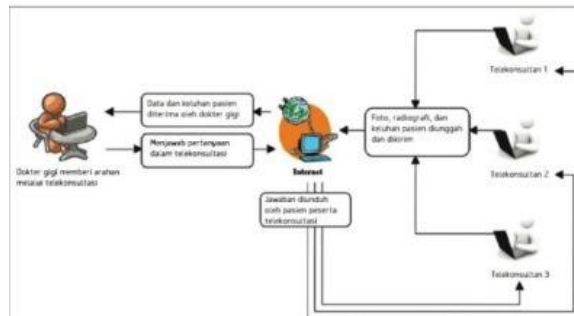 Data dan keluhan pasien
diterima oleh dokter gigi
Menjawab pertanyaan
dalam telekonsultasi
Dokter gigi memberi arahan
melalui telekonsultasi
Internet
Jawaban diunduh
oleh pasien peserta
telekonsultasi
Foto, radiografi, dan
keluhan pasien diunggah
dan dikirim
Telekonsultan 1
Telekonsultan 2
Telekonsultan 3